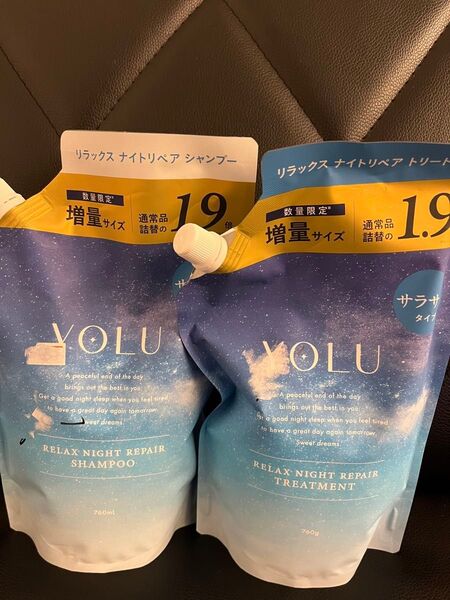 リラックス ナイトリペア シャンプー
数量限定*
増量サイズ
通常品
詰替の
1.9倍
YOLU
A peaceful end of the day
brings out the best in you.
Get a good night sleep when you feel tired
to have a great day again tomorrow.
Sweet dreams.
RELAX NIGHT REPAIR
SHAMPOO
760mL
リラックス ナイトリペア トリート
数量限定*
増量サイズ
通常品
詰替の
1.9
サラサ
タイプ
YOLU
A peaceful end of the day
brings out the best in you.
Get a good night sleep when you feel tired
to have a great day again tomorrow.
Sweet dreams.
RELAX NIGHT REPAIR
TREATMENT
760g